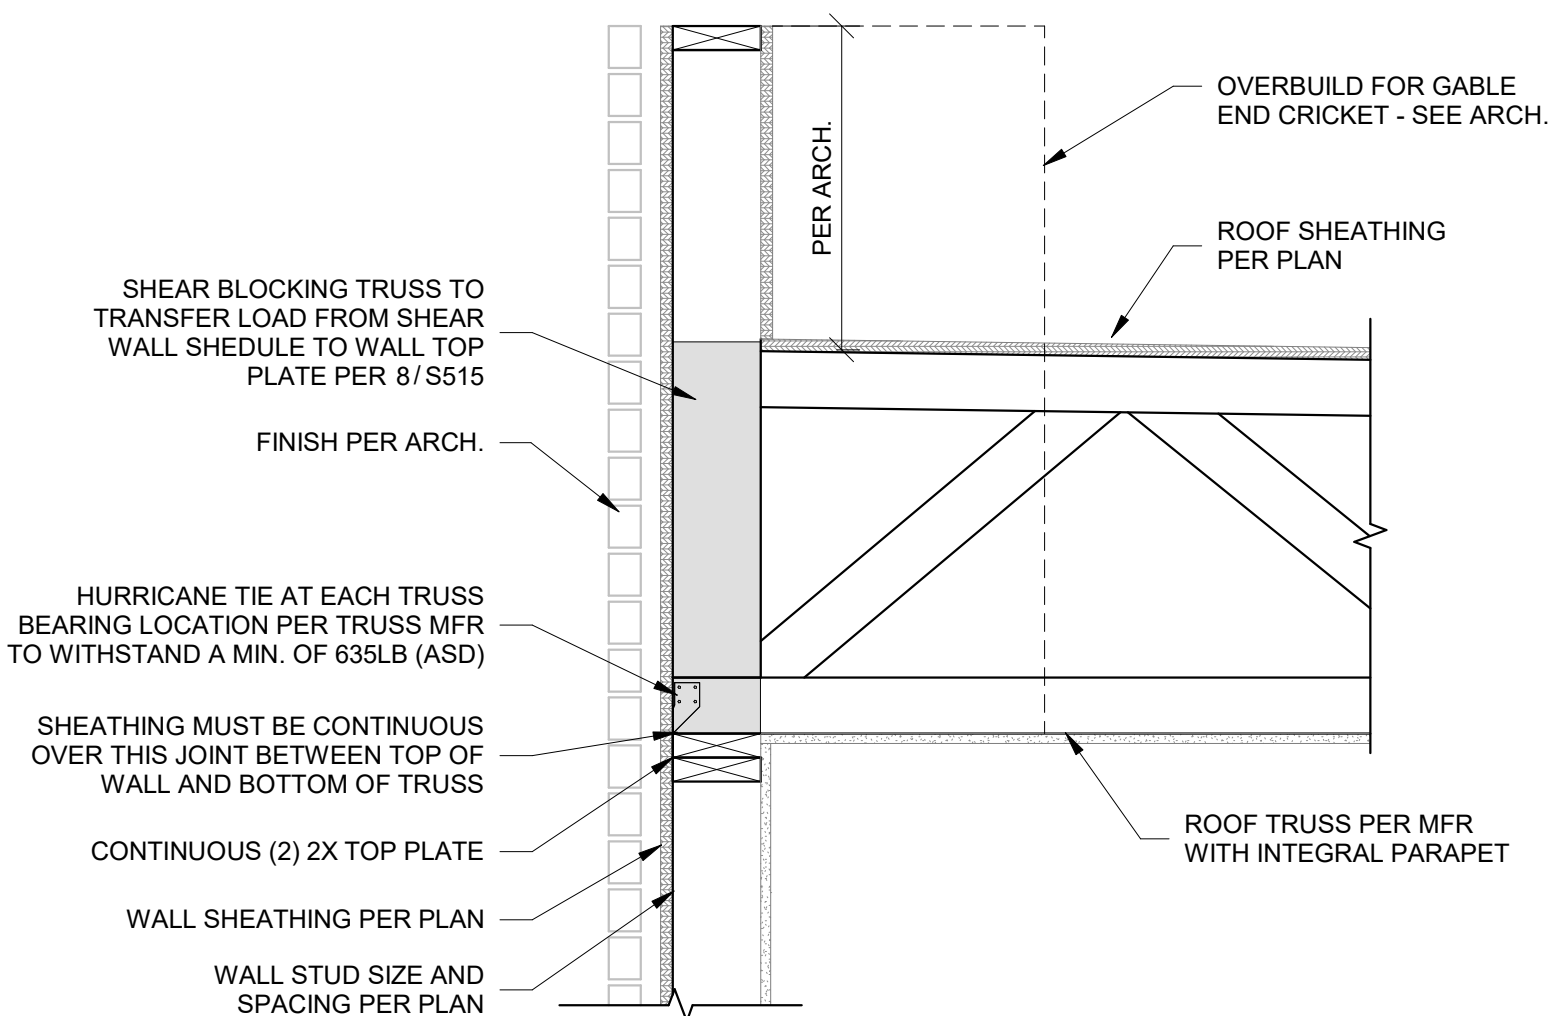 OVERBUILD FOR GABLE
END CRICKET - SEE ARCH.
PER ARCH.
ROOF SHEATHING
PER PLAN
SHEAR BLOCKING TRUSS TO
TRANSFER LOAD FROM SHEAR
WALL SHEDULE TO WALL TOP
PLATE PER 8/S515
FINISH PER ARCH.
HURRICANE TIE AT EACH TRUSS
BEARING LOCATION PER TRUSS MFR
TO WITHSTAND A MIN. OF 635LB (ASD)
SHEATHING MUST BE CONTINUOUS
OVER THIS JOINT BETWEEN TOP OF
WALL AND BOTTOM OF TRUSS
CONTINUOUS (2) 2X TOP PLATE
WALL SHEATHING PER PLAN
WALL STUD SIZE AND
SPACING PER PLAN
ROOF TRUSS PER MFR
WITH INTEGRAL PARAPET